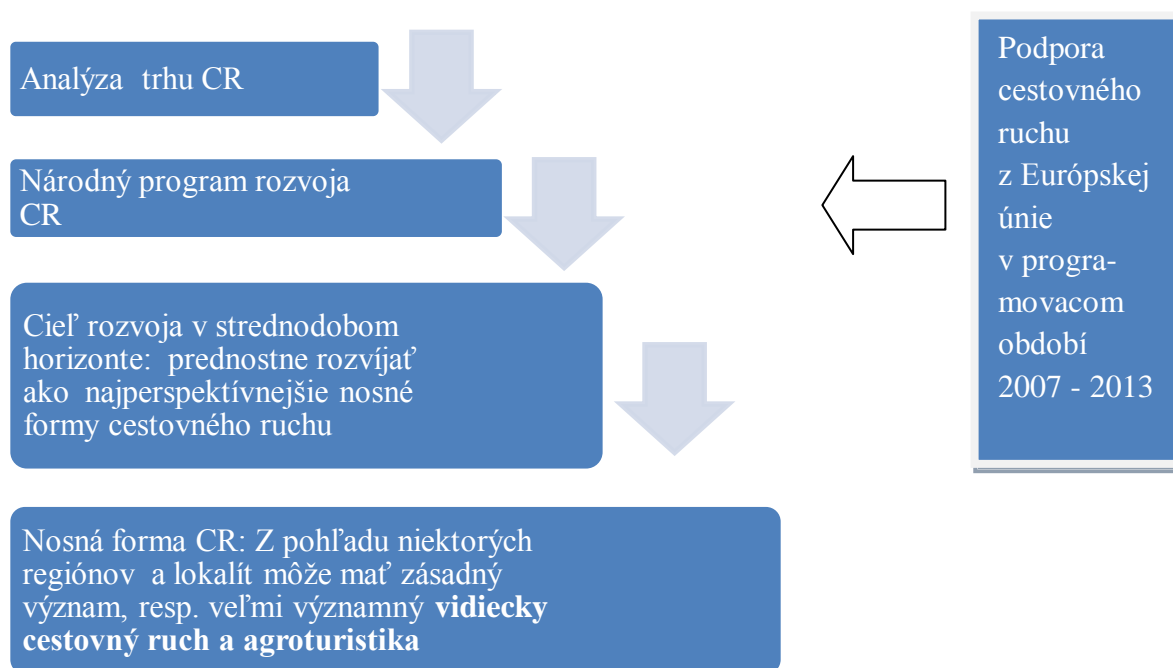 Analýza trhu CR
Národný program rozvoja
CR
Cieľ rozvoja v strednodobom
horizonte: prednostne rozvíjať
ako najperspektívnejšie nosné
formy cestovného ruchu
Nosná forma CR: Z pohľadu niektorých
regiónov a lokalít môže mať zásadný
význam, resp. veľmi významný vidiecky
cestovný ruch a agroturistika
Podpora
cestovného
ruchu
z Európskej
únie
v progra-
movacom
období
2007 - 2013